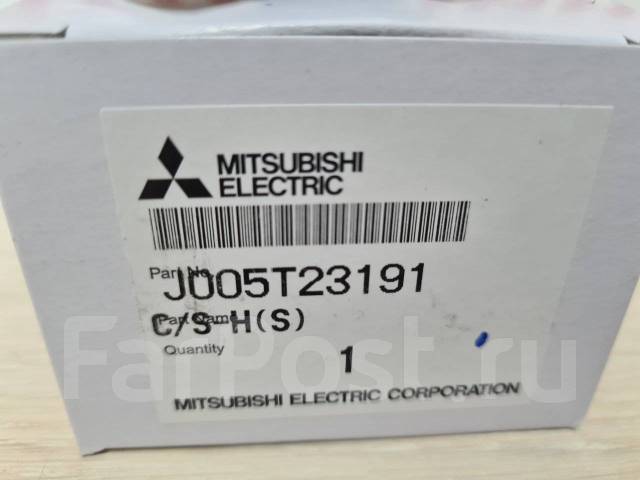 MITSUBISHI
ELECTRIC
Part No.
J005T23191
Part Name
C/S-H(S)
Quantity
1
MITSUBISHI ELECTRIC CORPORATION
FarPost.ru